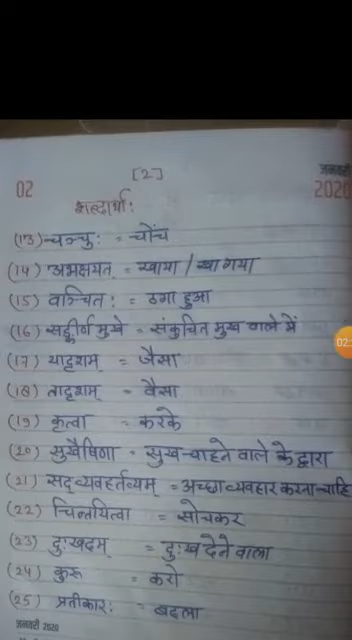 [2]
जनवरी
02
2020
शब्दार्था:
(13) चञ्चु: = चोंच
(14) अभक्षयत् = खाया / खा गया
(15) वञ्चित: = ठगा हुआ
(16) सङ्कीर्णमुखे = संकुचित मुख वाले में
02:
(17) यादृशम् = जैसा
(18) तादृशम् = वैसा
(19) कृत्वा = करके
(20) सुखैषिणा = सुख चाहने वाले के द्वारा
(21) सद्व्यवहर्तव्यम् = अच्छा व्यवहार करना चाहि
(22) चिन्तयित्वा = सोचकर
(23) दुःखदम् = दुःख देने वाला
(24) कुरू = करो
(25) प्रतीकार: = बदला
जनवरी 2020